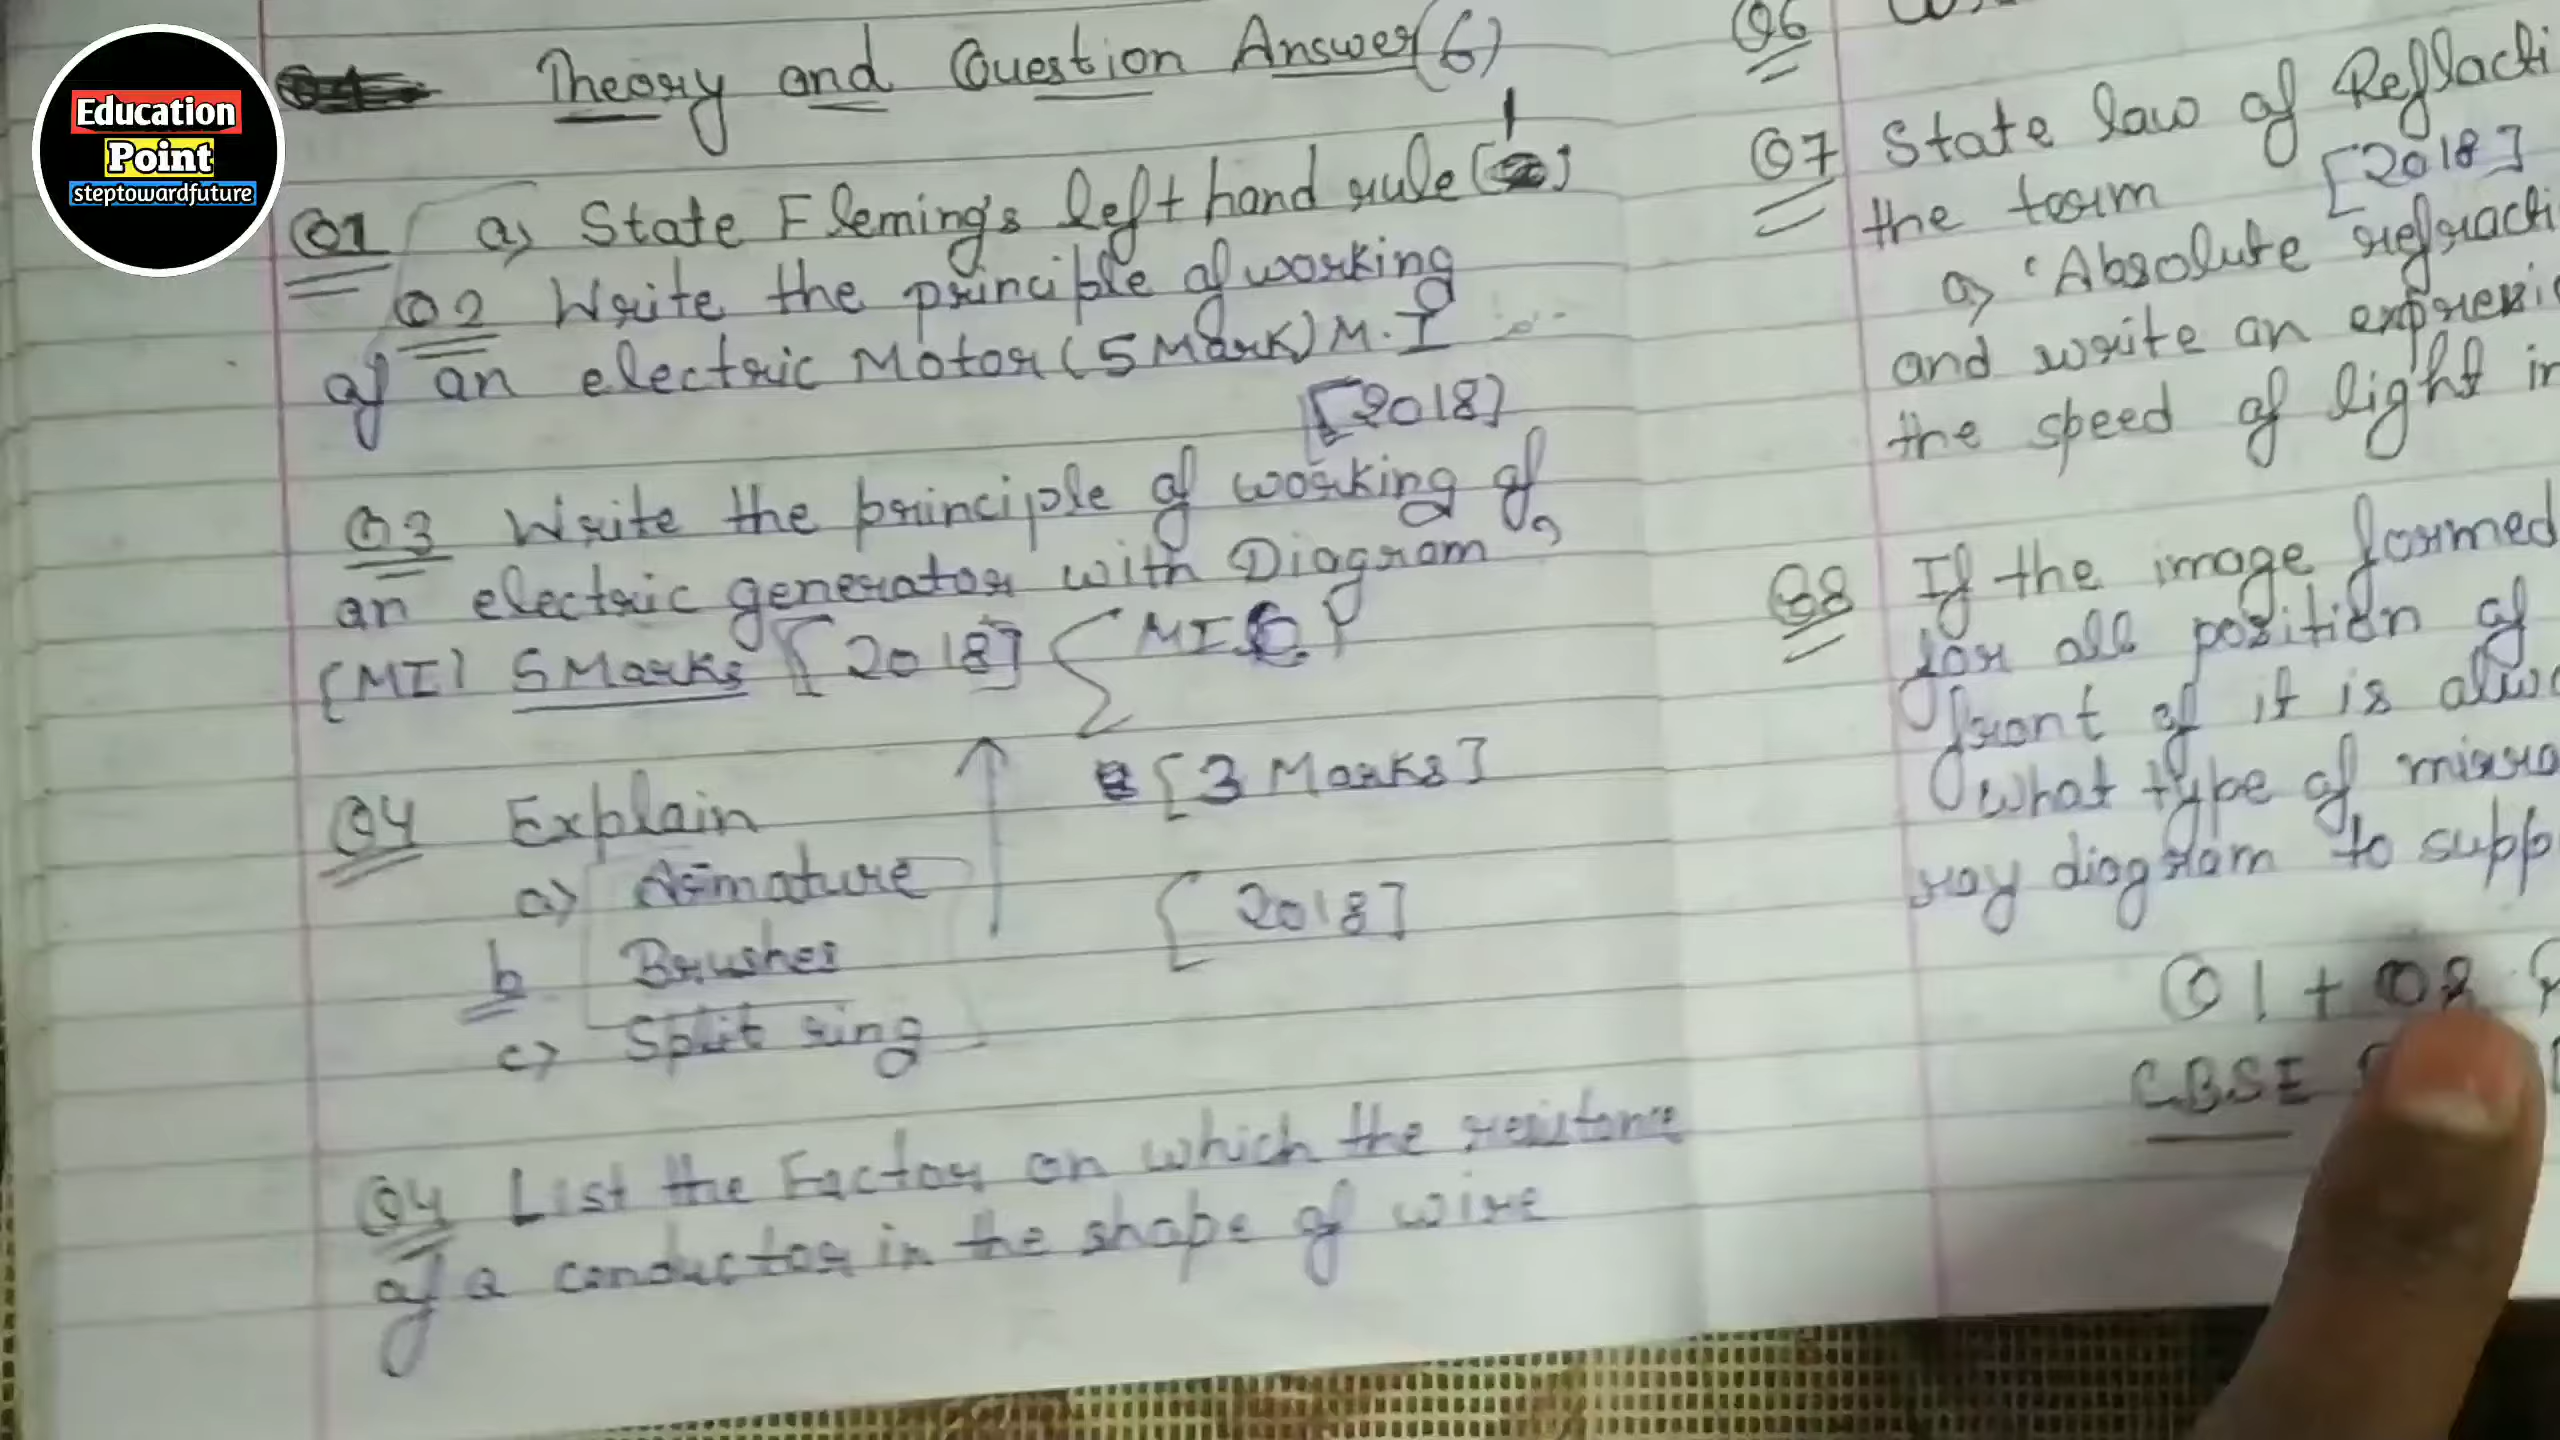 Education
Point
steptowardfuture
Theory and Question Answer (6)
Q1 a) State Fleming's left hand rule (1)
Q2 Write the principle of working
of an electric Motor (5 Mark) M.I
[2018]
Q3 Write the principle of working of
an electric generator with Diagram
[MI] 5 Marks [2018] { MI
Q4 Explain [3 Marks]
a) Armature
b Brushes [2018]
c) Split ring
Q4 List the Factor on which the
of a conductor in the shape of wire
Q6
Q7 State law of
the term [2018]
a) 'Absolute
and write an
the speed of light in
Q8 If the image formed
for all position of
front of it is
What type of
ray diagram to
Q1 + Q2
CBSE